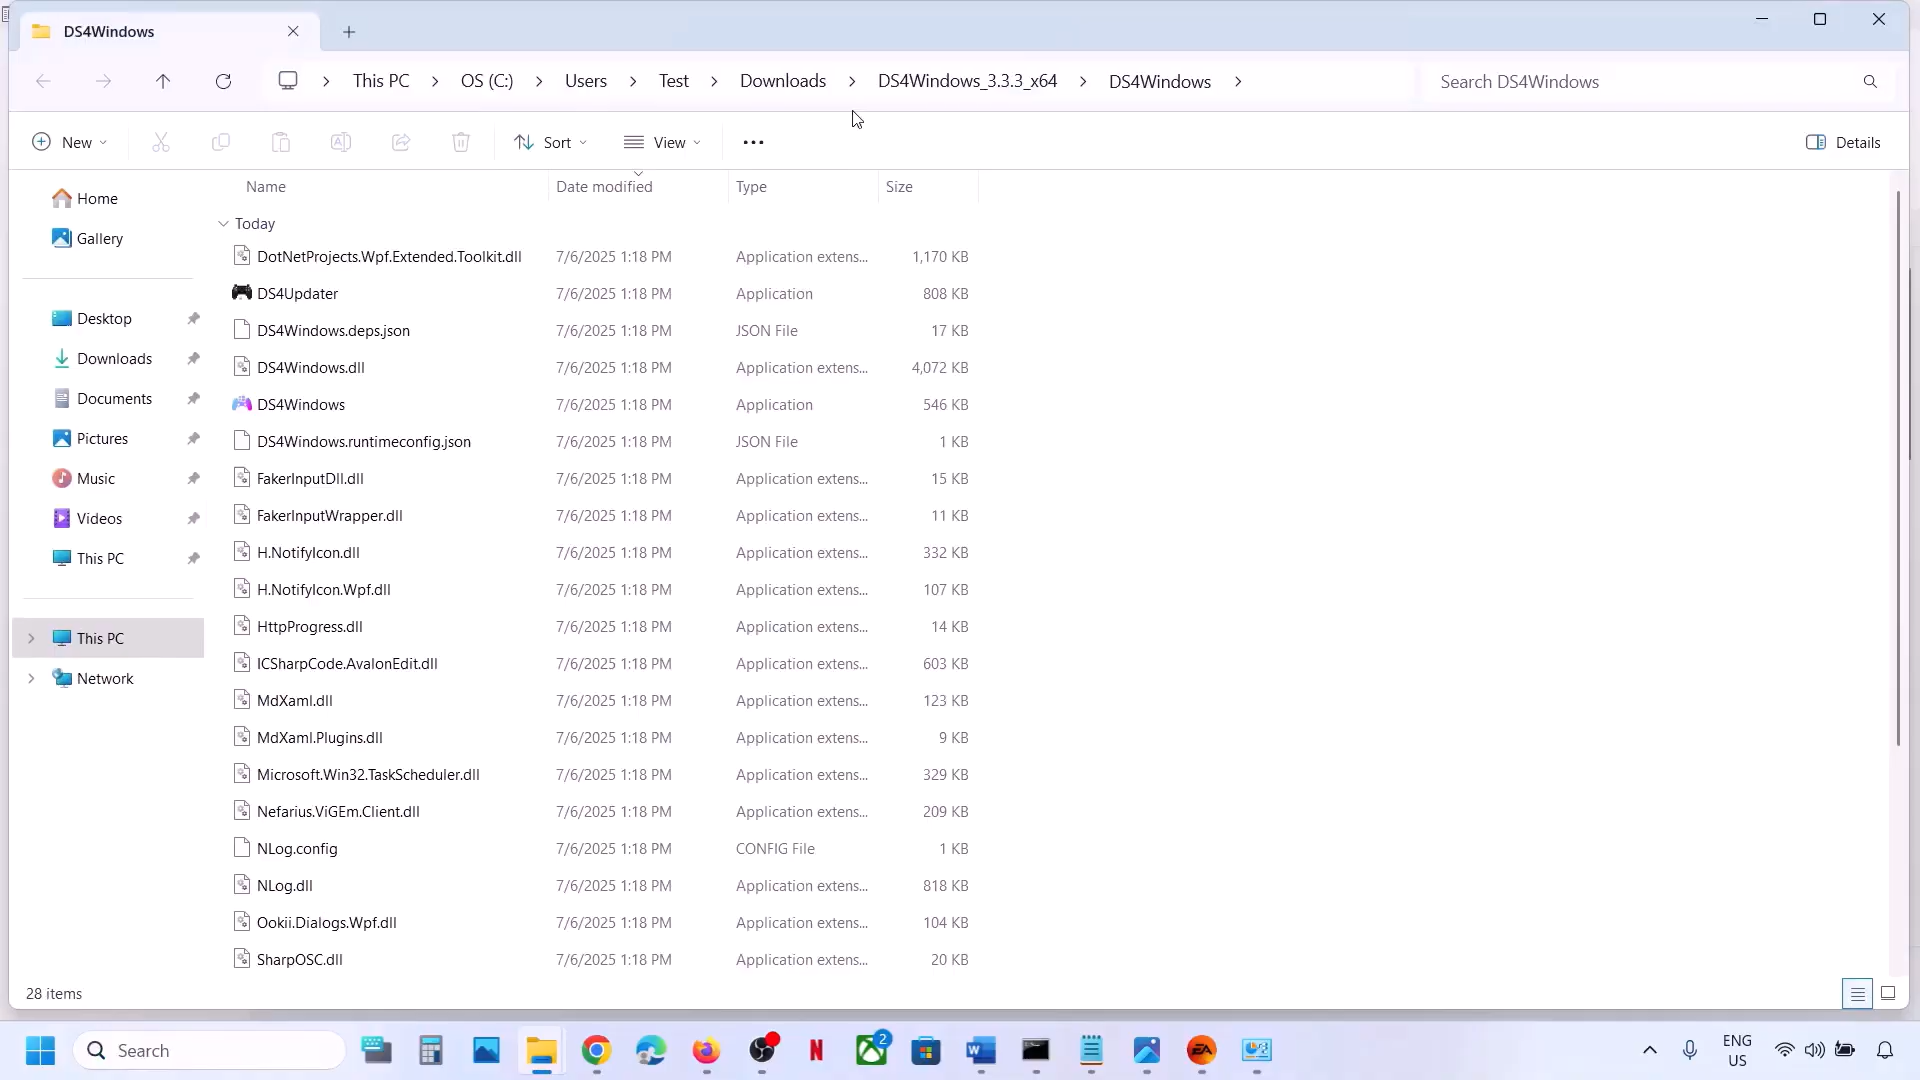 DS4Windows
This PC
OS (C:)
Users
Test
Downloads
DS4Windows_3.3.3_x64
DS4Windows
Search DS4Windows
New
Sort
View
Details
Name
Date modified
Type
Size
Today
DotNetProjects.Wpf.Extended.Toolkit.dll 7/6/2025 1:18 PM Application extens... 1,170 KB
DS4Updater 7/6/2025 1:18 PM Application 808 KB
DS4Windows.deps.json 7/6/2025 1:18 PM JSON File 17 KB
DS4Windows.dll 7/6/2025 1:18 PM Application extens... 4,072 KB
DS4Windows 7/6/2025 1:18 PM Application 546 KB
DS4Windows.runtimeconfig.json 7/6/2025 1:18 PM JSON File 1 KB
FakerInputDll.dll 7/6/2025 1:18 PM Application extens... 15 KB
FakerInputWrapper.dll 7/6/2025 1:18 PM Application extens... 11 KB
H.NotifyIcon.dll 7/6/2025 1:18 PM Application extens... 332 KB
H.NotifyIcon.Wpf.dll 7/6/2025 1:18 PM Application extens... 107 KB
HttpProgress.dll 7/6/2025 1:18 PM Application extens... 14 KB
ICSharpCode.AvalonEdit.dll 7/6/2025 1:18 PM Application extens... 603 KB
MdXaml.dll 7/6/2025 1:18 PM Application extens... 123 KB
MdXaml.Plugins.dll 7/6/2025 1:18 PM Application extens... 9 KB
Microsoft.Win32.TaskScheduler.dll 7/6/2025 1:18 PM Application extens... 329 KB
Nefarius.ViGEm.Client.dll 7/6/2025 1:18 PM Application extens... 209 KB
NLog.config 7/6/2025 1:18 PM CONFIG File 1 KB
NLog.dll 7/6/2025 1:18 PM Application extens... 818 KB
Ookii.Dialogs.Wpf.dll 7/6/2025 1:18 PM Application extens... 104 KB
SharpOSC.dll 7/6/2025 1:18 PM Application extens... 20 KB
Home
Gallery
Desktop
Downloads
Documents
Pictures
Music
Videos
This PC
This PC
Network
28 items
Search
N
2
W
EA
ENG
US